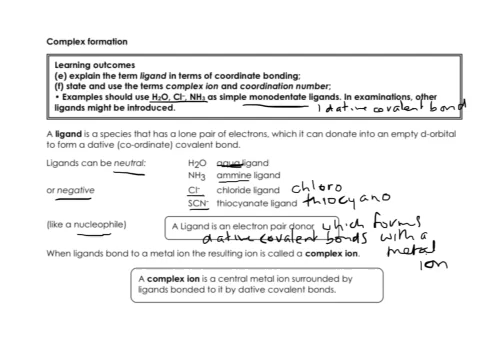 Complex formation
Learning outcomes
(e) explain the term ligand in terms of coordinate bonding;
(f) state and use the terms complex ion and coordination number;
• Examples should use H₂O, Cl⁻, NH₃ as simple monodentate ligands. In examinations, other
ligands might be introduced.
1 dative covalent bond
A ligand is a species that has a lone pair of electrons, which it can donate into an empty d-orbital
to form a dative (co-ordinate) covalent bond.
Ligands can be neutral: H₂O aqua ligand
NH₃ ammine ligand
or negative Cl⁻ chloride ligand chloro
SCN⁻ thiocyanate ligand thiocyano
(like a nucleophile) A Ligand is an electron pair donor which forms
dative covalent bonds with a
metal
ion
When ligands bond to a metal ion the resulting ion is called a complex ion.
A complex ion is a central metal ion surrounded by
ligands bonded to it by dative covalent bonds.